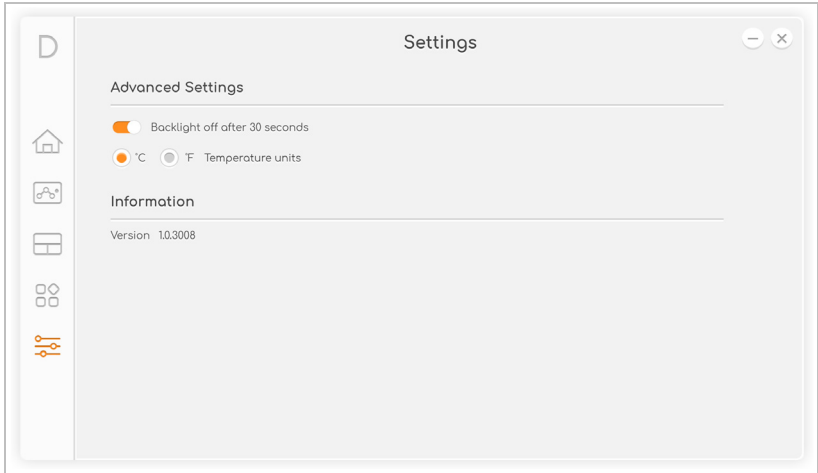 D
Settings
Advanced Settings
Backlight off after 30 seconds
°C °F Temperature units
Information
Version 1.0.3008